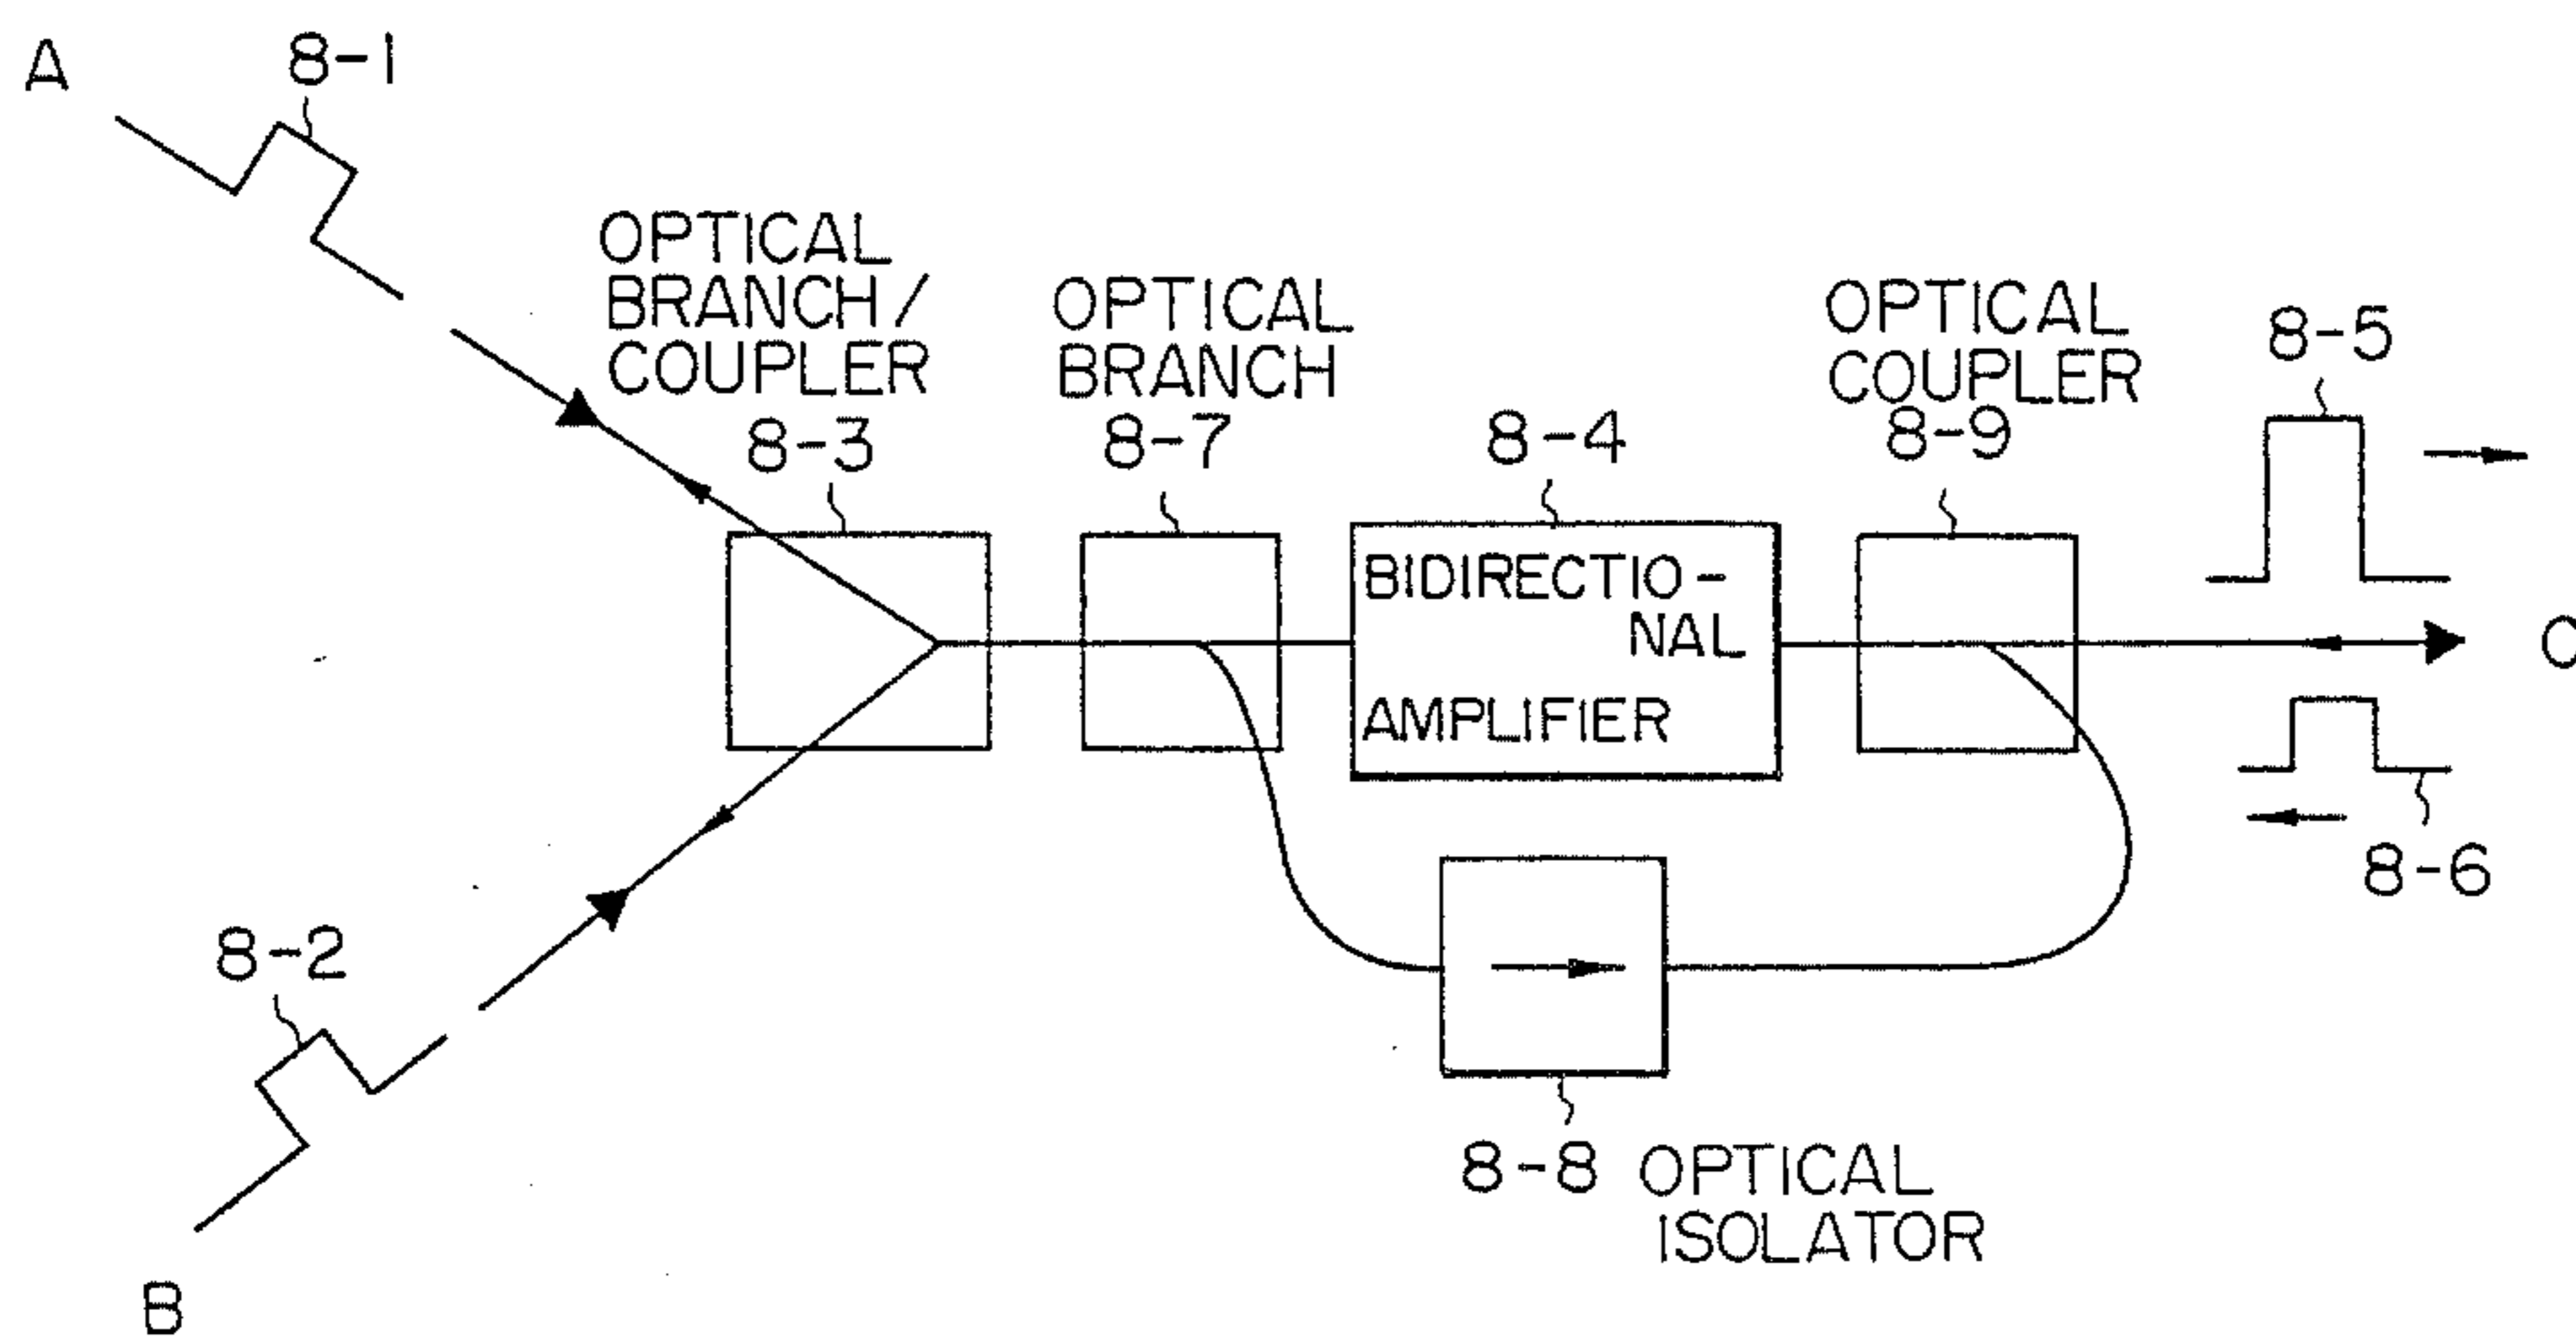 A
8-1
OPTICAL
BRANCH/
COUPLER
8-3
OPTICAL
BRANCH
8-7
8-4
OPTICAL
COUPLER
8-9
8-5
BIDIRECTIO-
NAL
AMPLIFIER
8-6
8-2
8-8 OPTICAL
ISOLATOR
B